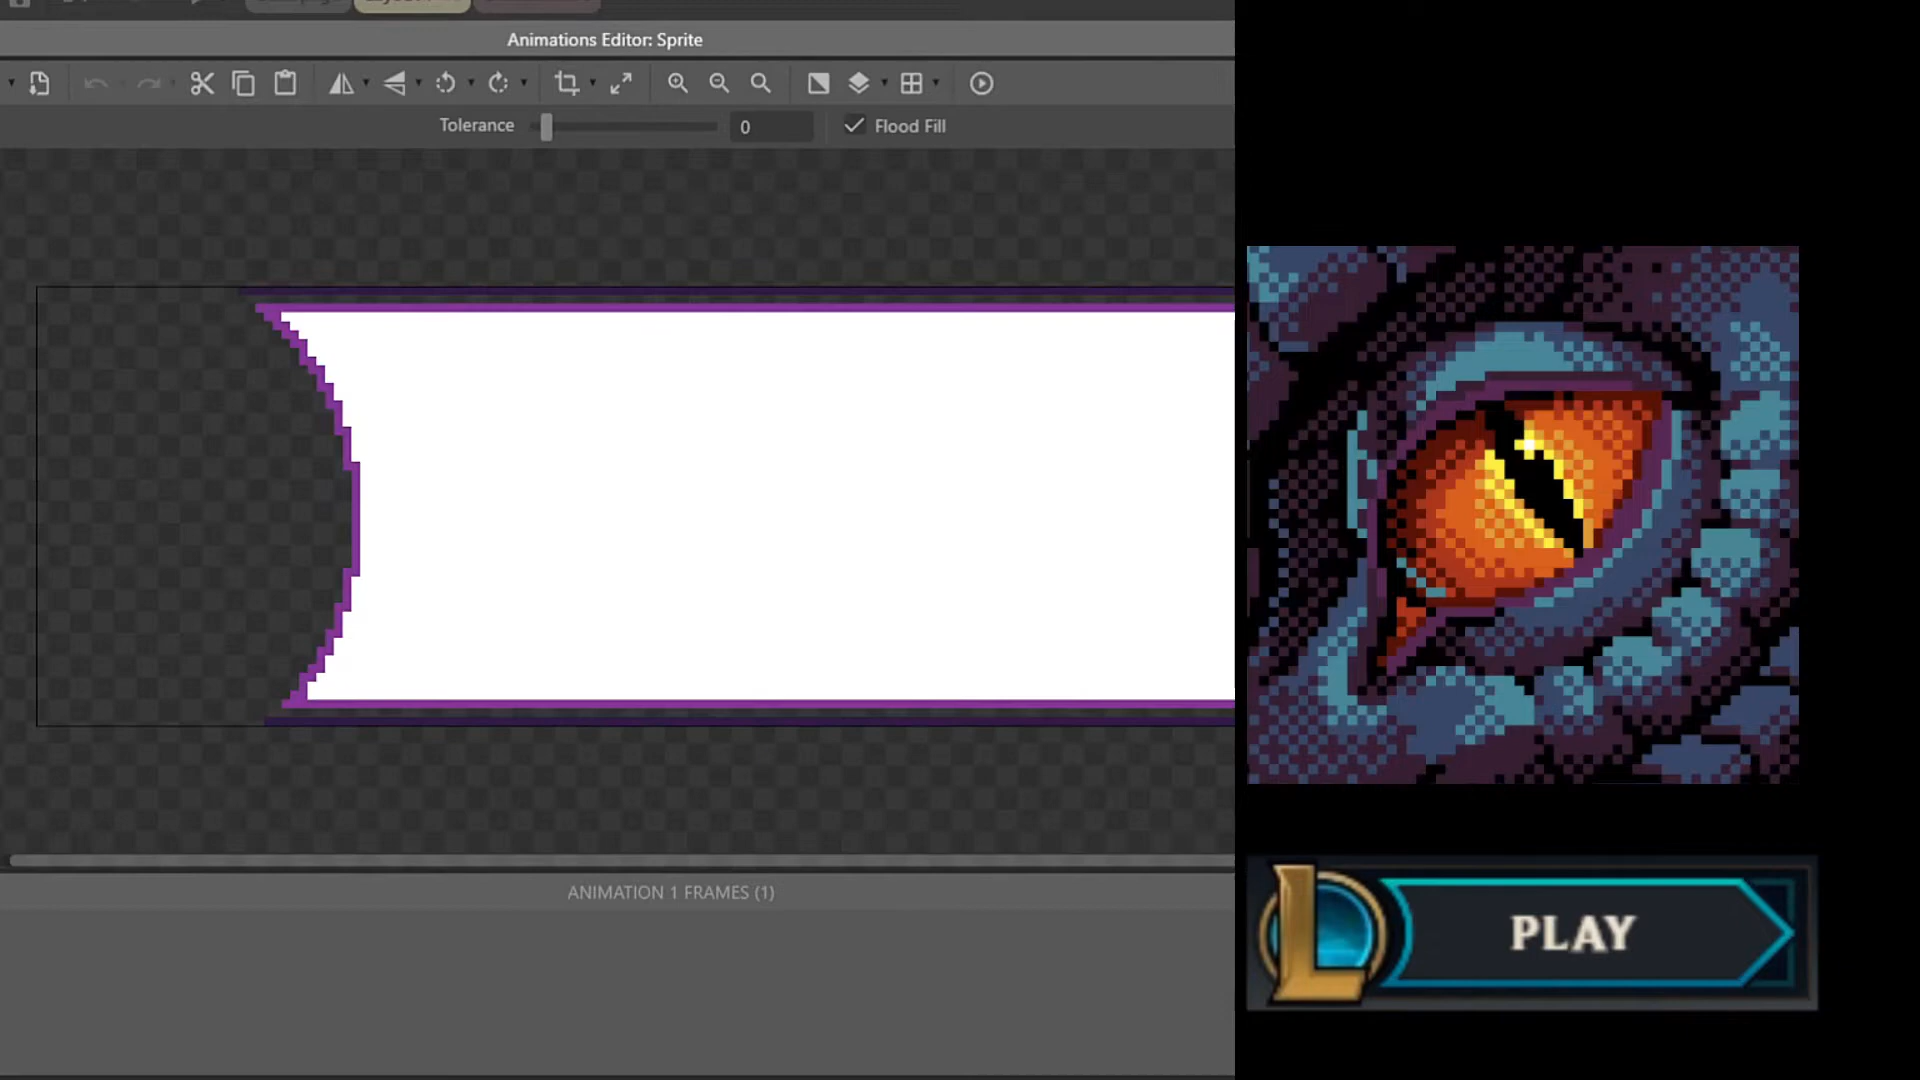 Animations Editor: Sprite
Tolerance
0
Flood Fill
ANIMATION 1 FRAMES (1)
L
PLAY